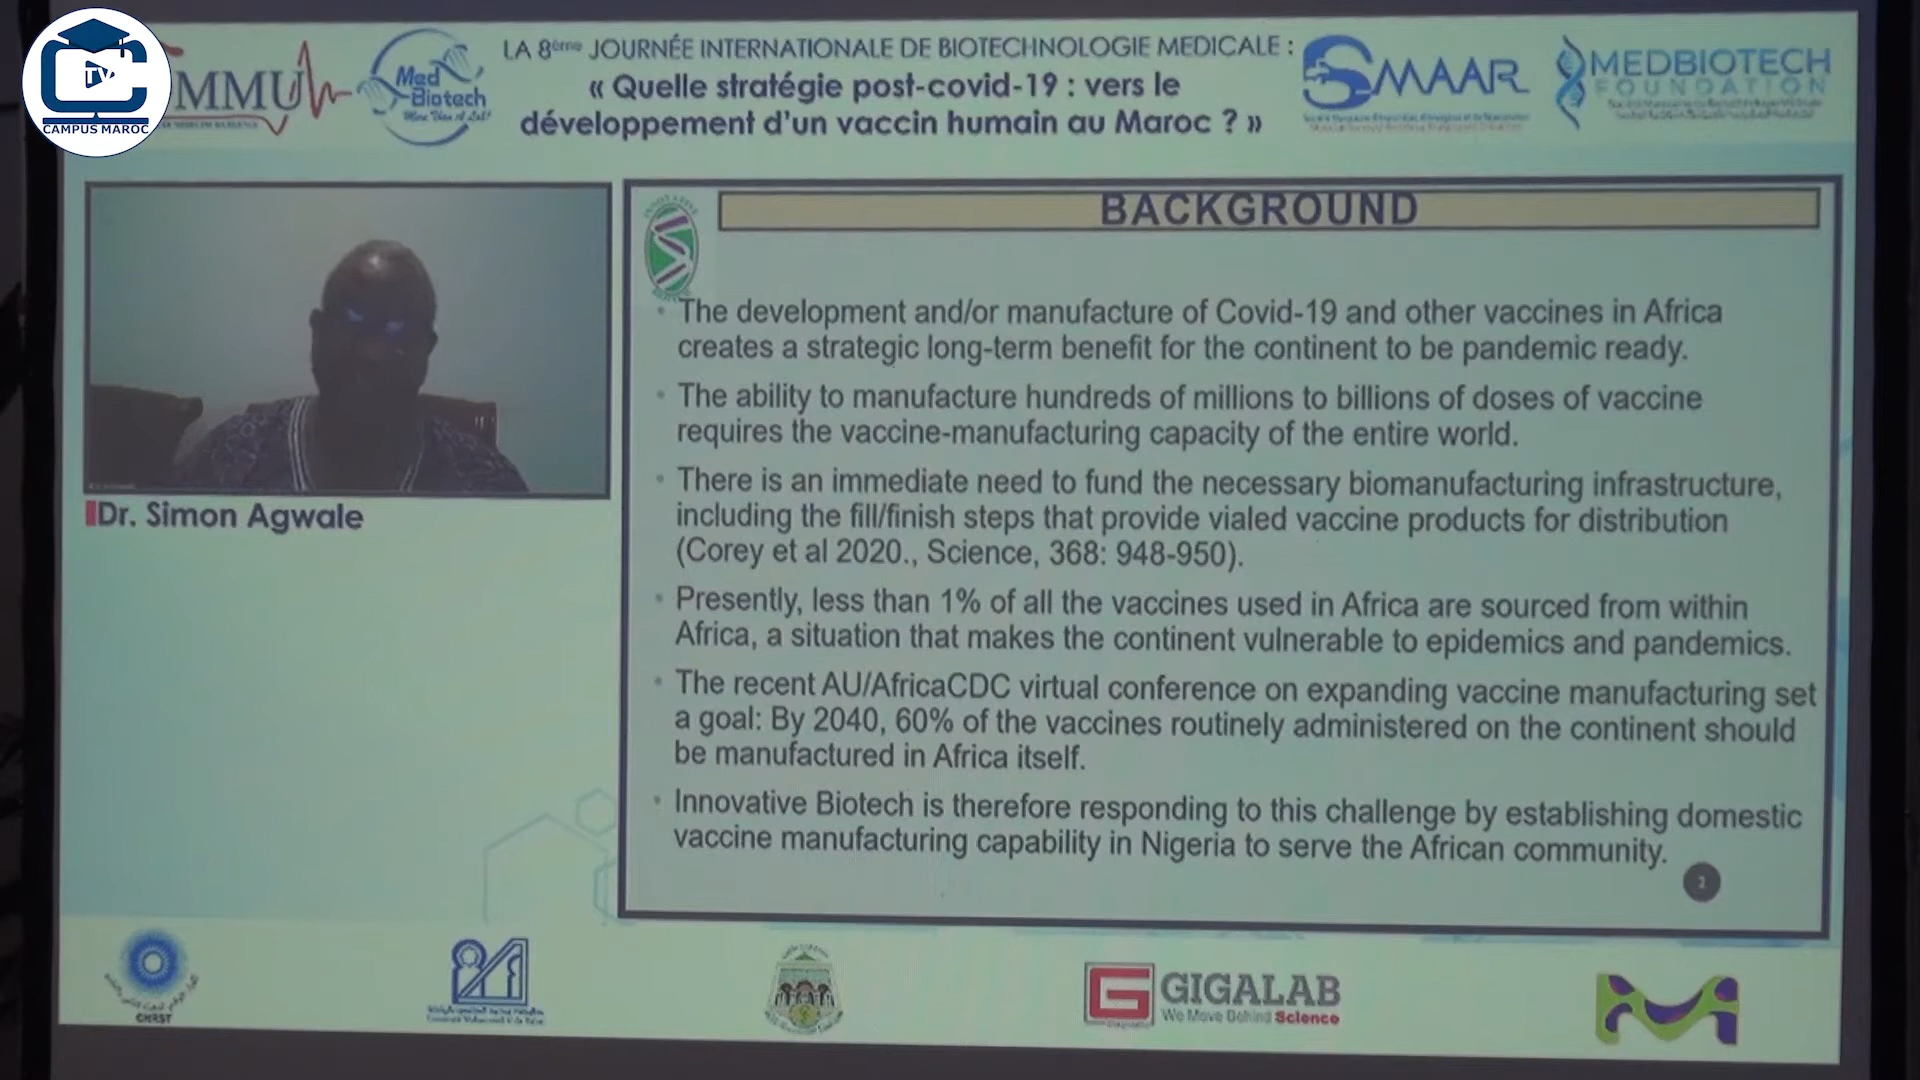 CAMPUS MAROC
TV
MMU
Med
Biotech
More Than A Lab!
LA 8ème JOURNÉE INTERNATIONALE DE BIOTECHNOLOGIE MEDICALE :
« Quelle stratégie post-covid-19 : vers le
développement d'un vaccin humain au Maroc ? »
SMAAR
MEDBIOTECH
FOUNDATION
Dr. Simon Agwale
BACKGROUND
• The development and/or manufacture of Covid-19 and other vaccines in Africa
creates a strategic long-term benefit for the continent to be pandemic ready.
• The ability to manufacture hundreds of millions to billions of doses of vaccine
requires the vaccine-manufacturing capacity of the entire world.
• There is an immediate need to fund the necessary biomanufacturing infrastructure,
including the fill/finish steps that provide vialed vaccine products for distribution
(Corey et al 2020., Science, 368: 948-950).
• Presently, less than 1% of all the vaccines used in Africa are sourced from within
Africa, a situation that makes the continent vulnerable to epidemics and pandemics.
• The recent AU/AfricaCDC virtual conference on expanding vaccine manufacturing set
a goal: By 2040, 60% of the vaccines routinely administered on the continent should
be manufactured in Africa itself.
• Innovative Biotech is therefore responding to this challenge by establishing domestic
vaccine manufacturing capability in Nigeria to serve the African community.
2
CNRST
G GIGALAB
Diagnostic
We Move Behind Science